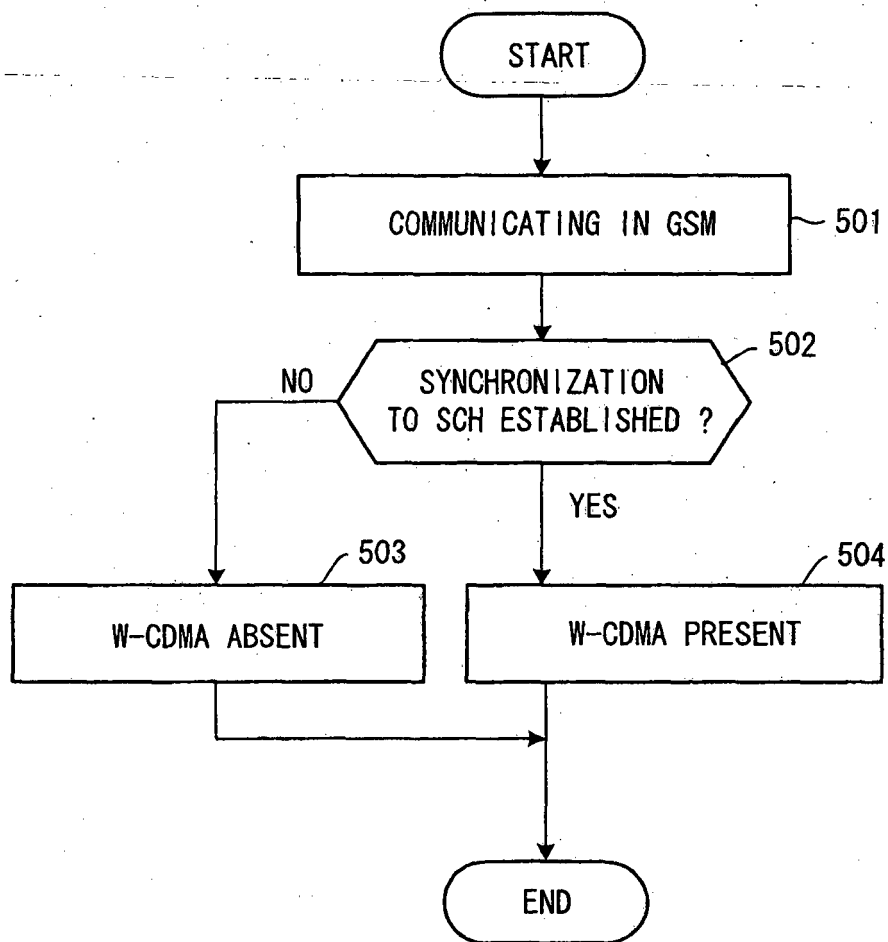 START
COMMUNICATING IN GSM
501
502
SYNCHRONIZATION
TO SCH ESTABLISHED ?
NO
YES
503
504
W-CDMA ABSENT
W-CDMA PRESENT
END